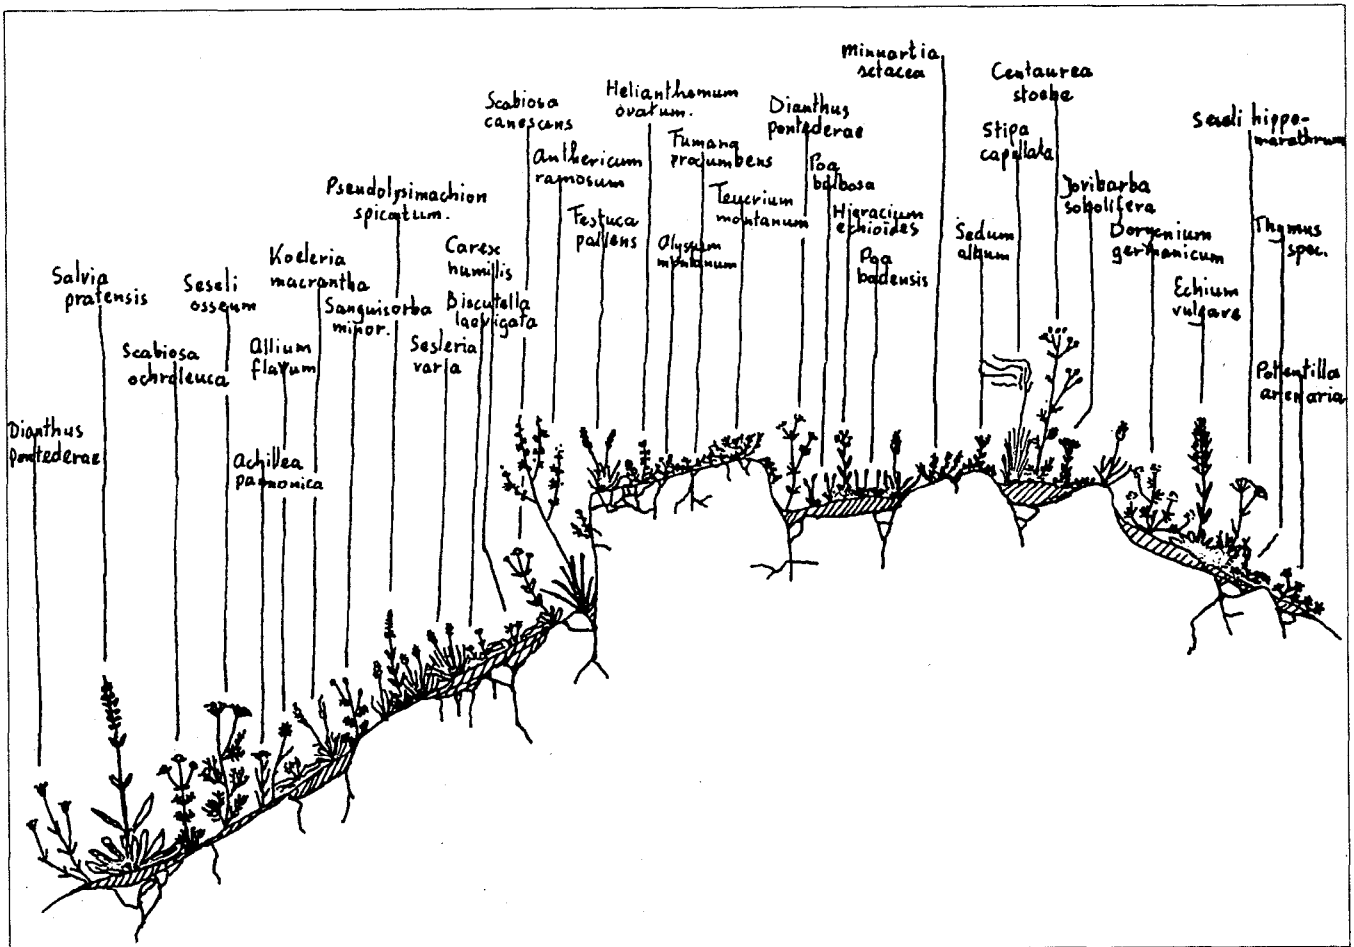 Dianthus
pontederae
Salvia
pratensis
Scabiosa
ochroleuca
Seseli
osseum
Achillea
pannonica
Allium
flavum
Koeleria
macrantha
Sanguisorba
minor.
Pseudolysimachion
spicatum.
Sesleria
varia
Carex
humilis
Biscutella
laevigata
Scabiosa
canescens
Anthericum
ramosum
Festuca
pallens
Helianthemum
ovatum.
Alyssum
montanum
Fumana
procumbens
Teucrium
montanum
Dianthus
pontederae
Poa
bulbosa
Hieracium
echioides
Poa
badensis
Minuartia
setacea
Sedum
album
Stipa
capillata
Centaurea
stoebe
Jovibarba
sobolifera
Dorycnium
germanicum
Echium
vulgare
Seseli hippo-
marathrum
Thymus
spec.
Potentilla
arenaria